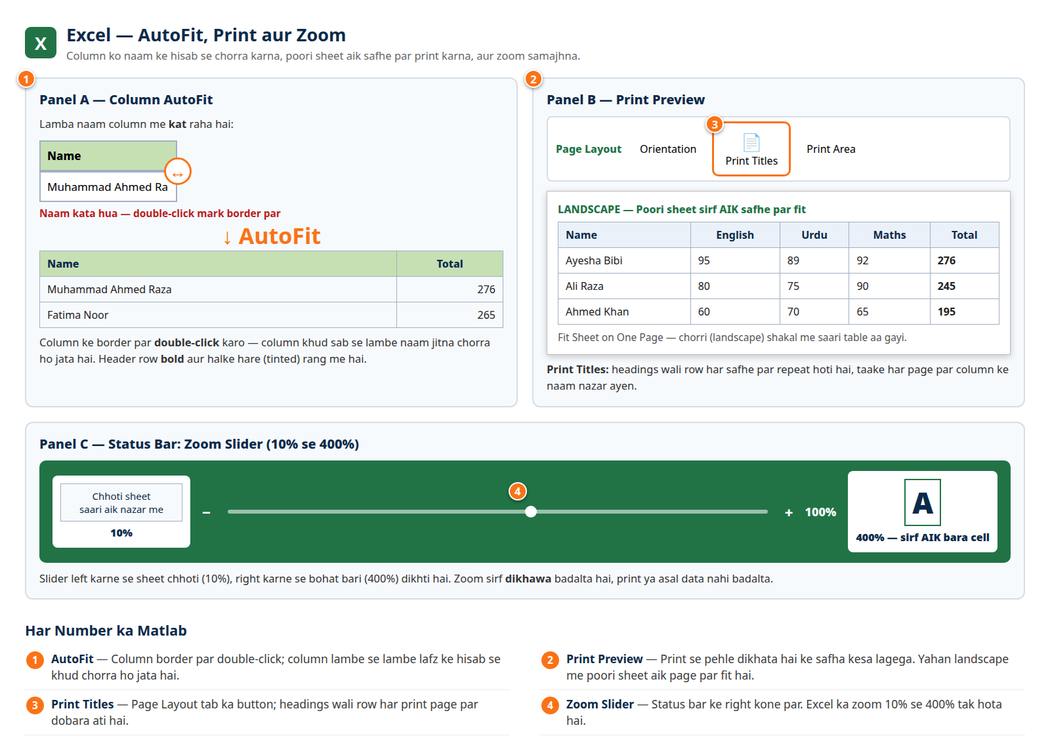 X
Excel — AutoFit, Print aur Zoom
Column ko naam ke hisab se chorra karna, poori sheet aik safhe par print karna, aur zoom samajhna.
1
Panel A — Column AutoFit
Lamba naam column me kat raha hai:
Name
↔
Muhammad Ahmed Ra
Naam kata hua — double-click mark border par
↓ AutoFit
Name Total
Muhammad Ahmed Raza 276
Fatima Noor 265
Column ke border par double-click karo — column khud sab se lambe naam jitna chorra
ho jata hai. Header row bold aur halke hare (tinted) rang me hai.
2
Panel B — Print Preview
3
Page Layout Orientation 📄 Print Titles Print Area
LANDSCAPE — Poori sheet sirf AIK safhe par fit
Name English Urdu Maths Total
Ayesha Bibi 95 89 92 276
Ali Raza 80 75 90 245
Ahmed Khan 60 70 65 195
Fit Sheet on One Page — chorri (landscape) shakal me saari table aa gayi.
Print Titles: headings wali row har safhe par repeat hoti hai, taake har page par column ke
naam nazar ayen.
Panel C — Status Bar: Zoom Slider (10% se 400%)
Chhoti sheet
saari aik nazar me
10%
−
4
+ 100%
A
400% — sirf AIK bara cell
Slider left karne se sheet chhoti (10%), right karne se bohat bari (400%) dikhti hai. Zoom sirf dikhawa badalta hai, print ya asal data nahi badalta.
Har Number ka Matlab
1 AutoFit — Column border par double-click; column lambe se lambe lafz ke hisab se
khud chorra ho jata hai.
2 Print Preview — Print se pehle dikhata hai ke safha kesa lagega. Yahan landscape
me poori sheet aik page par fit hai.
3 Print Titles — Page Layout tab ka button; headings wali row har print page par
dobara ati hai.
4 Zoom Slider — Status bar ke right kone par. Excel ka zoom 10% se 400% tak hota
hai.